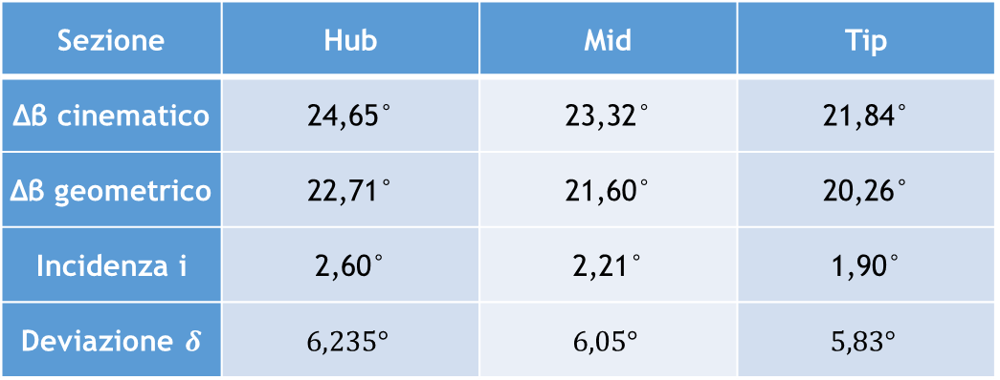 Sezione Hub Mid Tip
Δβ cinematico 24,65° 23,32° 21,84°
Δβ geometrico 22,71° 21,60° 20,26°
Incidenza i 2,60° 2,21° 1,90°
Deviazione δ 6,235° 6,05° 5,83°